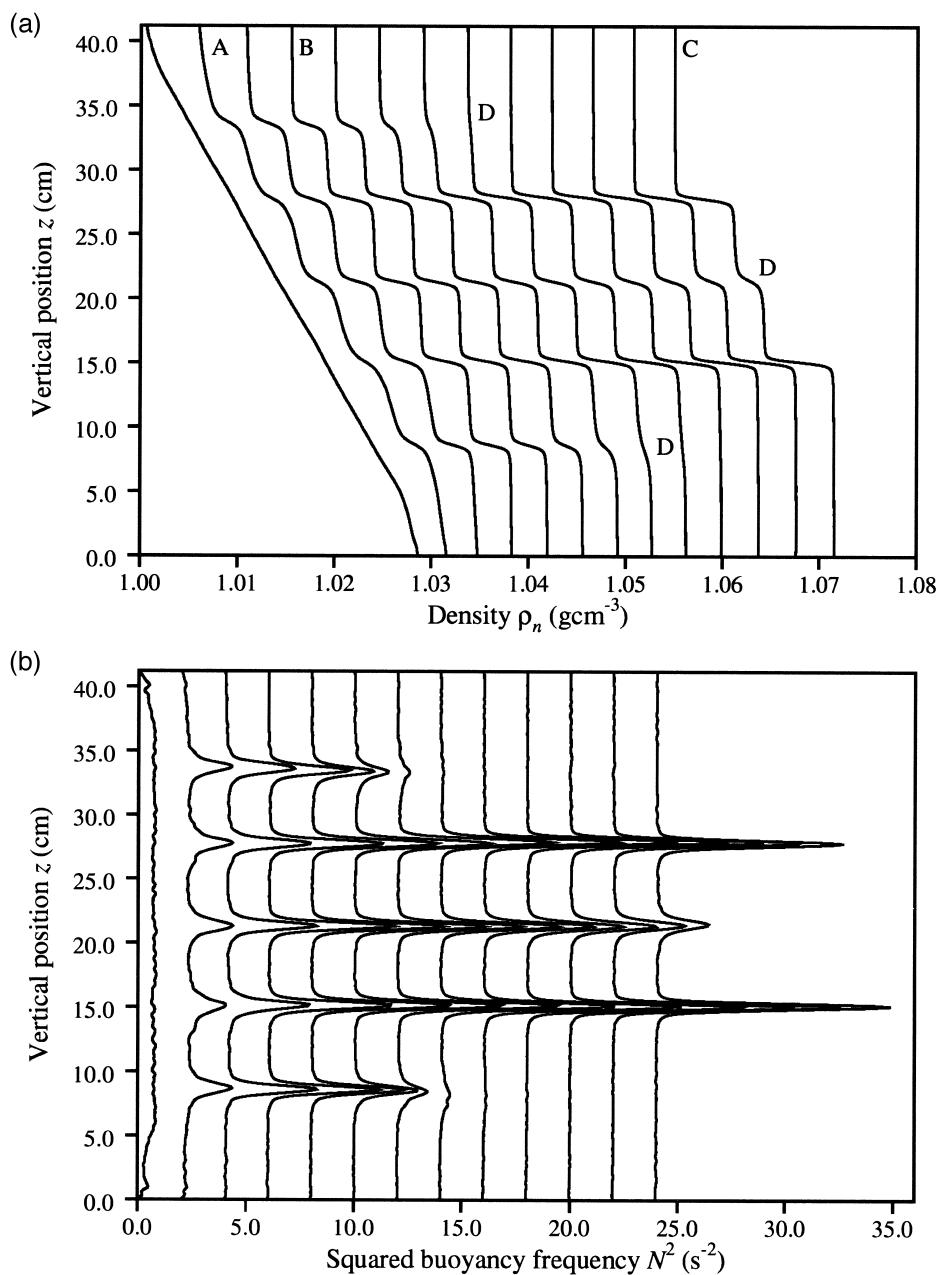 (a)
40.0
35.0
30.0
25.0
20.0
15.0
10.0
5.0
0.0
Vertical position z (cm)
A
B
C
D
D
D
1.00 1.01 1.02 1.03 1.04 1.05 1.06 1.07 1.08
Density ρₙ (gcm⁻³)
(b)
40.0
35.0
30.0
25.0
20.0
15.0
10.0
5.0
0.0
Vertical position z (cm)
0.0 5.0 10.0 15.0 20.0 25.0 30.0 35.0
Squared buoyancy frequency N² (s⁻²)